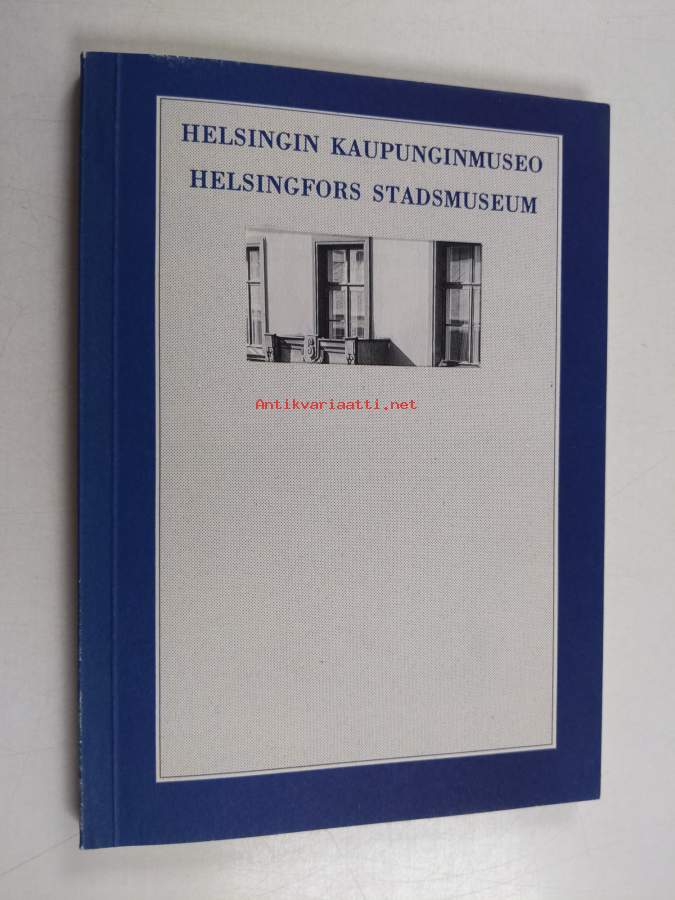 HELSINGIN KAUPUNGINMUSEO
HELSINGFORS STADSMUSEUM
Antikvariaatti.net